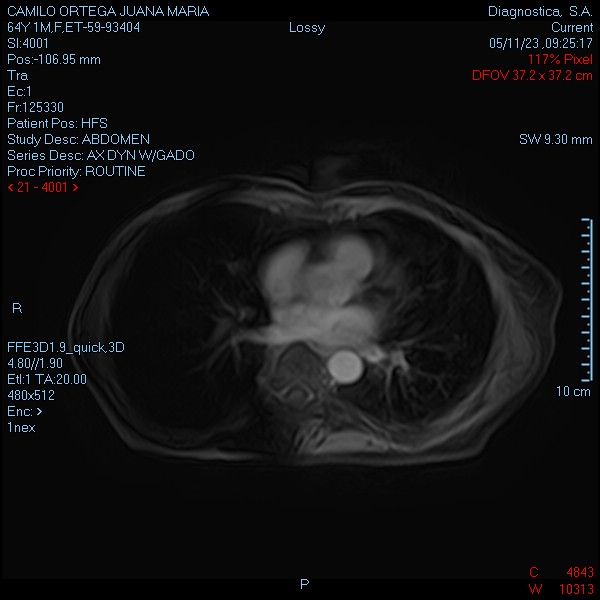 CAMILO ORTEGA JUANA MARIA
64Y 1M,F,ET-59-93404
SI:4001
Pos:-106.95 mm
Tra
Ec:1
Fr:125330
Patient Pos: HFS
Study Desc: ABDOMEN
Series Desc: AX DYN W/GADO
Proc Priority: ROUTINE
< 21 - 4001 >
Lossy
Diagnostica, S.A.
Current
05/11/23 ,09:25:17
117% Pixel
DFOV 37.2 x 37.2 cm
SW 9.30 mm
R
FFE3D1.9_quick,3D
4.80//1.90
Etl:1 TA:20.00
480x512
Enc: >
1nex
10 cm
P
C 4843
W 10313